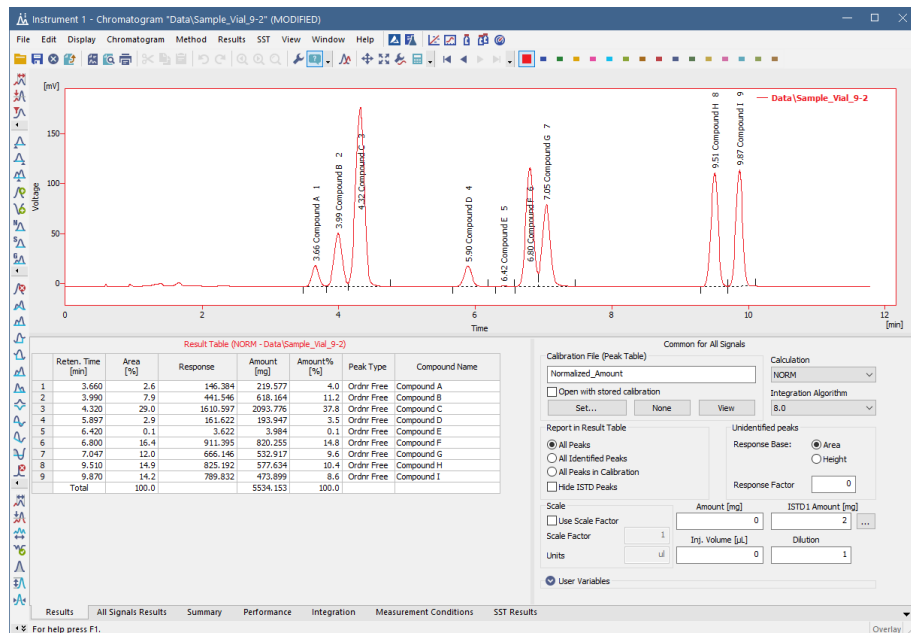 Instrument 1 - Chromatogram "Data\Sample_Vial_9-2" (MODIFIED)
File Edit Display Chromatogram Method Results SST View Window Help
[mV]
Data\Sample_Vial_9-2
150
100
50
0
Voltage
3.66 Compound A 1
3.99 Compound B 2
4.32 Compound C 3
5.90 Compound D 4
6.42 Compound E 5
6.80 Compound F 6
7.05 Compound G 7
9.51 Compound H 8
9.87 Compound I 9
0 2 4 6 8 10 12
Time
[min]
Result Table (NORM - Data\Sample_Vial_9-2)
Reten. Time [min] Area [%] Response Amount [mg] Amount% [%] Peak Type Compound Name
1 3.660 2.6 146.384 219.577 4.0 Ordnr Free Compound A
2 3.990 7.9 441.546 618.164 11.2 Ordnr Free Compound B
3 4.320 29.0 1610.597 2093.776 37.8 Ordnr Free Compound C
4 5.897 2.9 161.622 193.947 3.5 Ordnr Free Compound D
5 6.420 0.1 3.622 3.984 0.1 Ordnr Free Compound E
6 6.800 16.4 911.395 820.255 14.8 Ordnr Free Compound F
7 7.047 12.0 666.146 532.917 9.6 Ordnr Free Compound G
8 9.510 14.9 825.192 577.634 10.4 Ordnr Free Compound H
9 9.870 14.2 789.832 473.899 8.6 Ordnr Free Compound I
Total 100.0 5534.153 100.0
Common for All Signals
Calibration File (Peak Table)
Normalized_Amount
Open with stored calibration
Set... None View
Calculation
NORM
Integration Algorithm
8.0
Report in Result Table
All Peaks
All Identified Peaks
All Peaks in Calibration
Hide ISTD Peaks
Unidentified peaks
Response Base: Area
Height
Response Factor 0
Scale
Use Scale Factor
Scale Factor 1
Units ul
Amount [mg] ISTD1 Amount [mg]
0 2 ...
Inj. Volume [µL] Dilution
0 1
User Variables
Results All Signals Results Summary Performance Integration Measurement Conditions SST Results
For help press F1.
Overlay